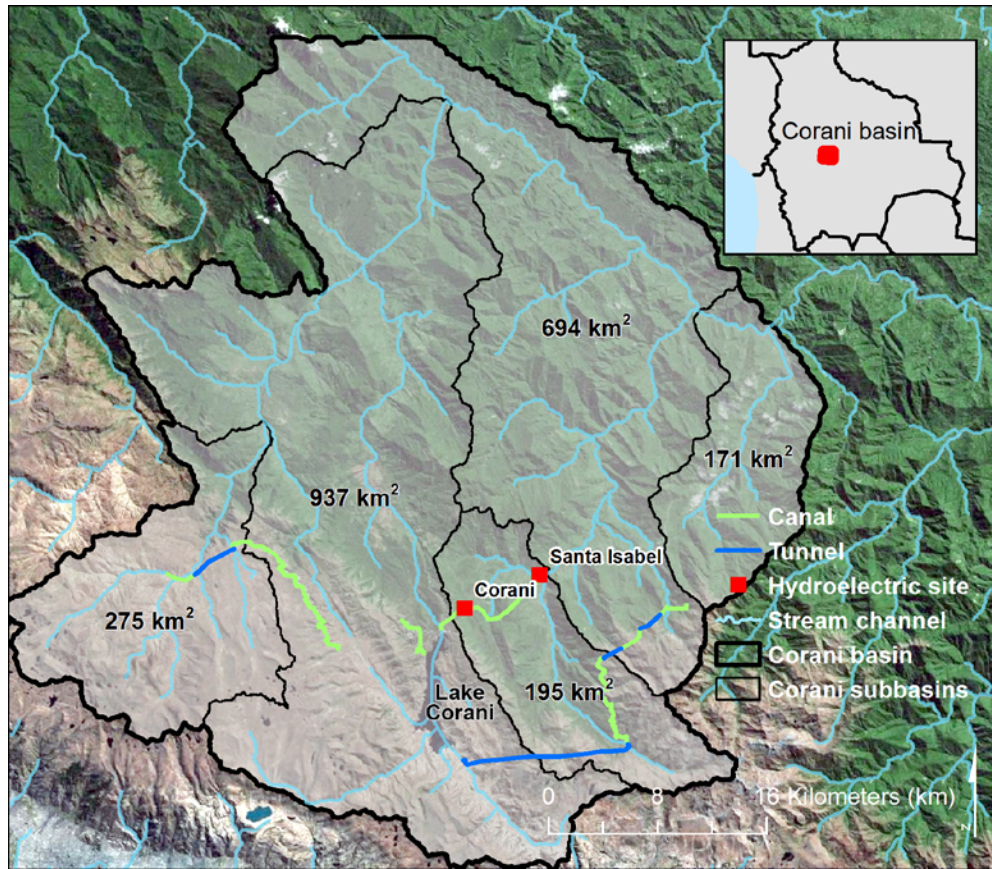 Corani basin
694 km²
171 km²
937 km²
Canal
Tunnel
Santa Isabel
Corani
Hydroelectric site
275 km²
Stream channel
Corani basin
195 km²
Corani subbasins
Lake
Corani
0 8 16 Kilometers (km)